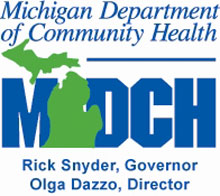 Michigan Department
of Community Health
MDCH
Rick Snyder, Governor
Olga Dazzo, Director